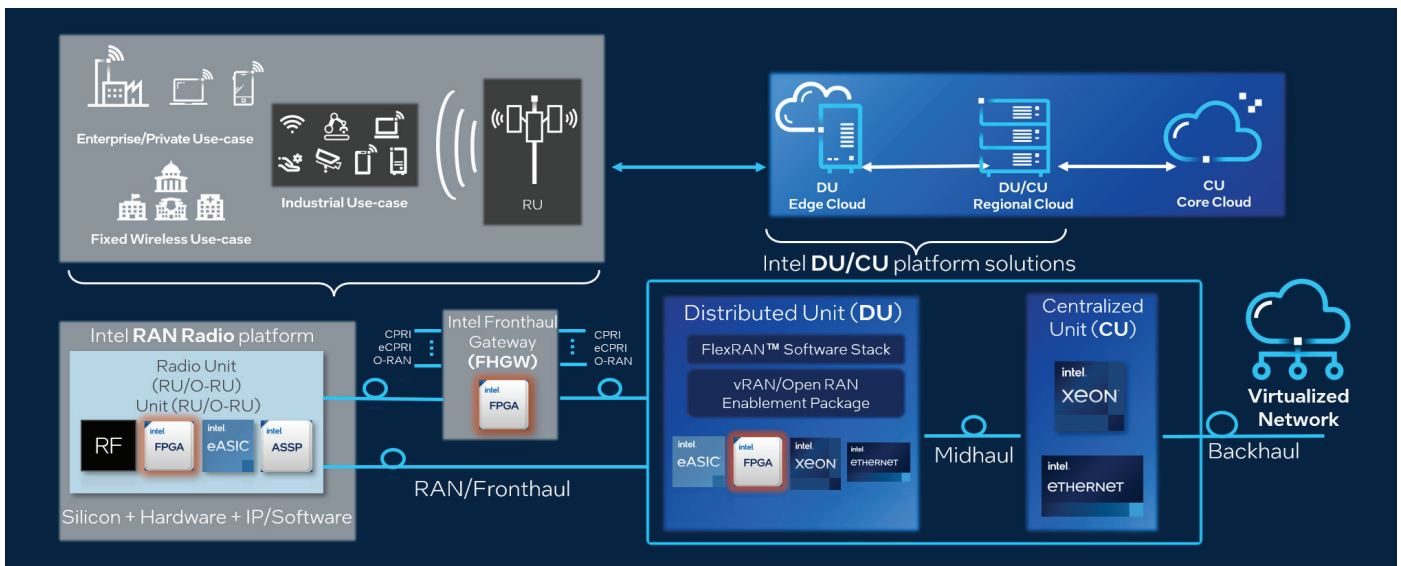 Enterprise/Private Use-case
Fixed Wireless Use-case
Industrial Use-case
RU
DU
Edge Cloud
DU/CU
Regional Cloud
CU
Core Cloud
Intel DU/CU platform solutions
Intel RAN Radio platform
Radio Unit
(RU/O-RU)
Unit (RU/O-RU)
RF
intel
FPGA
intel
eASIC
intel
ASSP
Silicon + Hardware + IP/Software
CPRI
eCPRI
O-RAN
Intel Fronthaul
Gateway
(FHGW)
intel
FPGA
CPRI
eCPRI
O-RAN
RAN/Fronthaul
Distributed Unit (DU)
FlexRAN™ Software Stack
vRAN/Open RAN
Enablement Package
intel
eASIC
intel
FPGA
intel.
xeon
intel
eTHerNeT
Midhaul
Centralized
Unit (CU)
intel.
xeon
intel.
eTHerNeT
Backhaul
Virtualized
Network